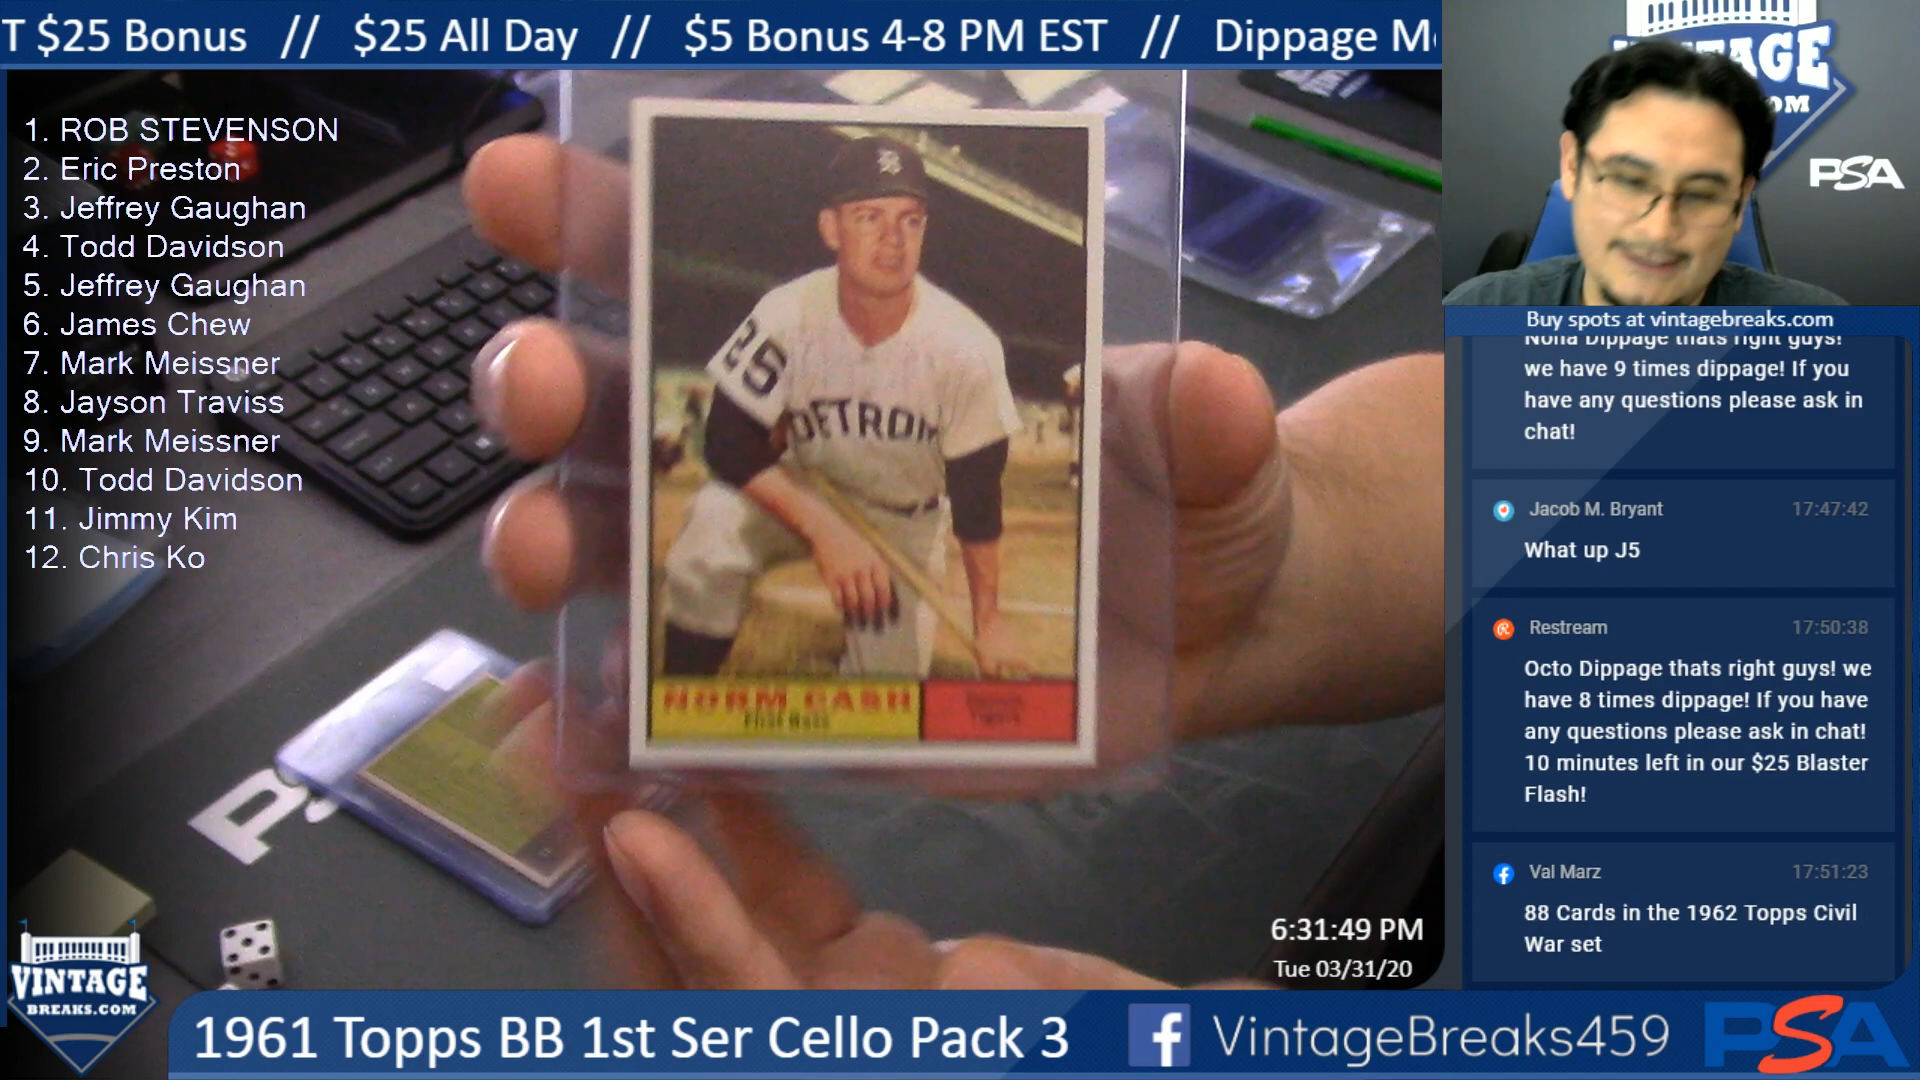 T $25 Bonus // $25 All Day // $5 Bonus 4-8 PM EST // Dippage M
1. ROB STEVENSON
2. Eric Preston
3. Jeffrey Gaughan
4. Todd Davidson
5. Jeffrey Gaughan
6. James Chew
7. Mark Meissner
8. Jayson Traviss
9. Mark Meissner
10. Todd Davidson
11. Jimmy Kim
12. Chris Ko
25
DETROI
NORM CASH
First Base
PSA
Buy spots at vintagebreaks.com
Nona Dippage thats right guys!
we have 9 times dippage! If you
have any questions please ask in
chat!
Jacob M. Bryant 17:47:42
What up J5
Restream 17:50:38
Octo Dippage thats right guys! we
have 8 times dippage! If you have
any questions please ask in chat!
10 minutes left in our $25 Blaster
Flash!
Val Marz 17:51:23
88 Cards in the 1962 Topps Civil
War set
6:31:49 PM
Tue 03/31/20
VINTAGE
BREAKS.COM
1961 Topps BB 1st Ser Cello Pack 3
VintageBreaks459
PSA